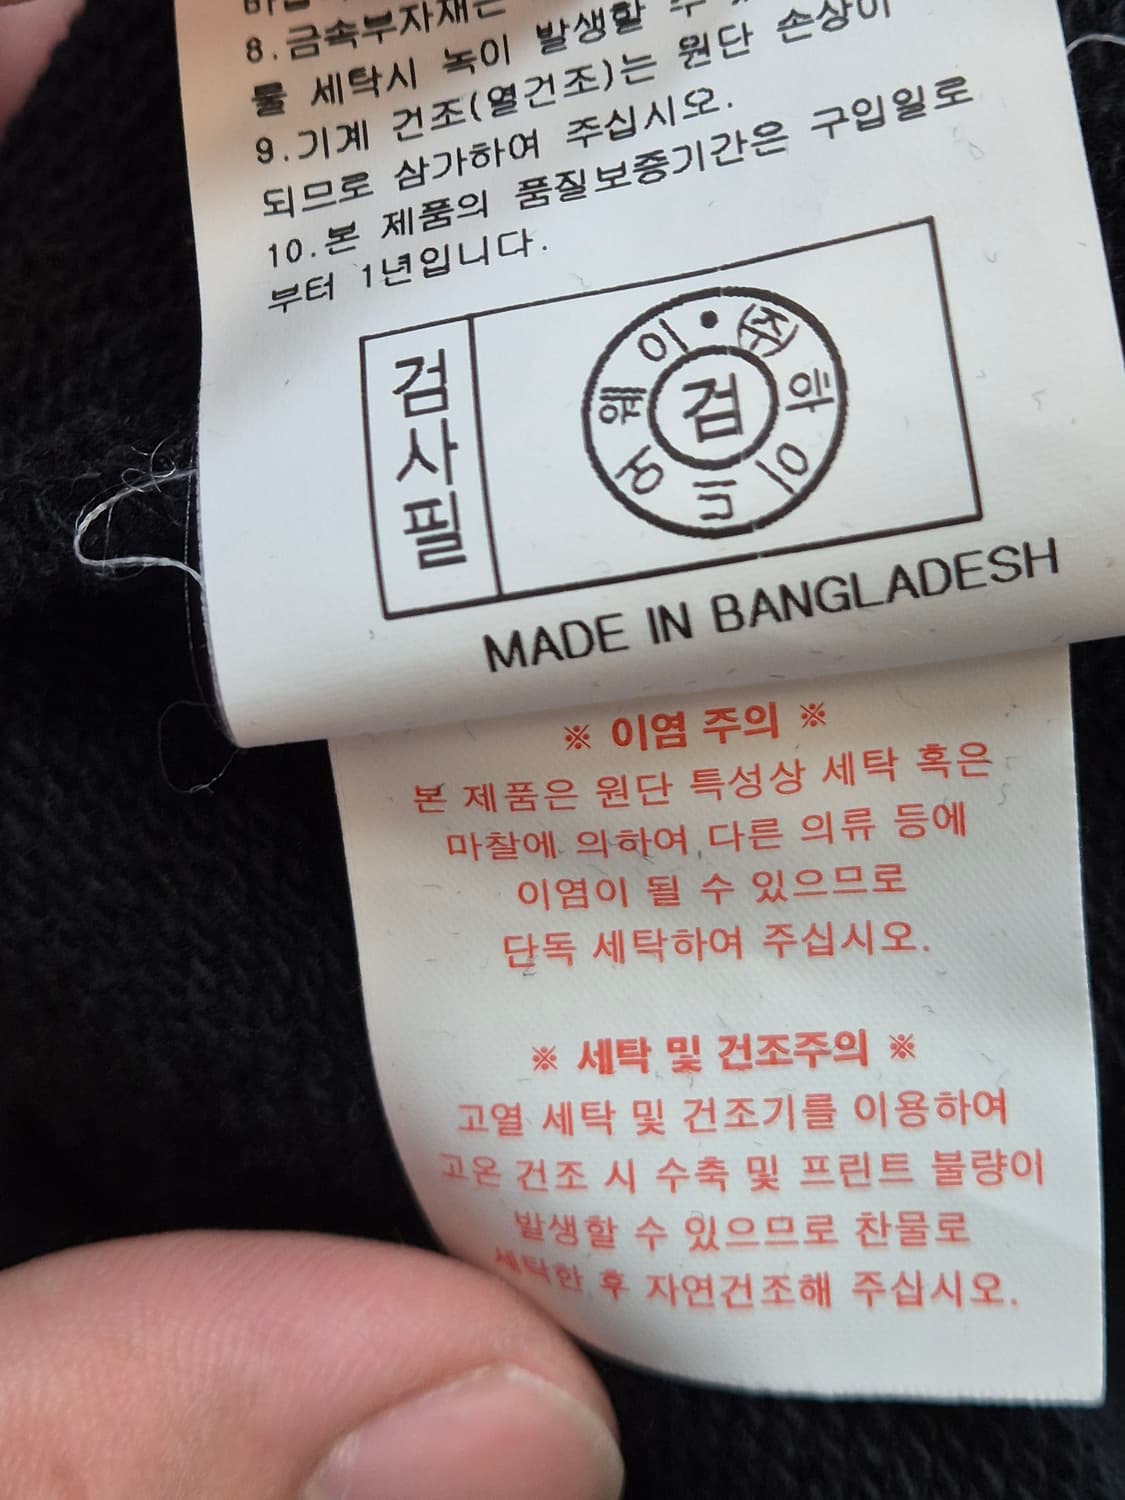 8.금속부자재는
물 세탁시 녹이 발생할 수
9.기계 건조(열건조)는 원단 손상이
되므로 삼가하여 주십시오.
10.본 제품의 품질보증기간은 구입일로
부터 1년입니다.
검사필
검
(주)
MADE IN BANGLADESH
※ 이염 주의 ※
본 제품은 원단 특성상 세탁 혹은
마찰에 의하여 다른 의류 등에
이염이 될 수 있으므로
단독 세탁하여 주십시오.
※ 세탁 및 건조주의 ※
고열 세탁 및 건조기를 이용하여
고온 건조 시 수축 및 프린트 불량이
발생할 수 있으므로 찬물로
세탁한 후 자연건조해 주십시오.